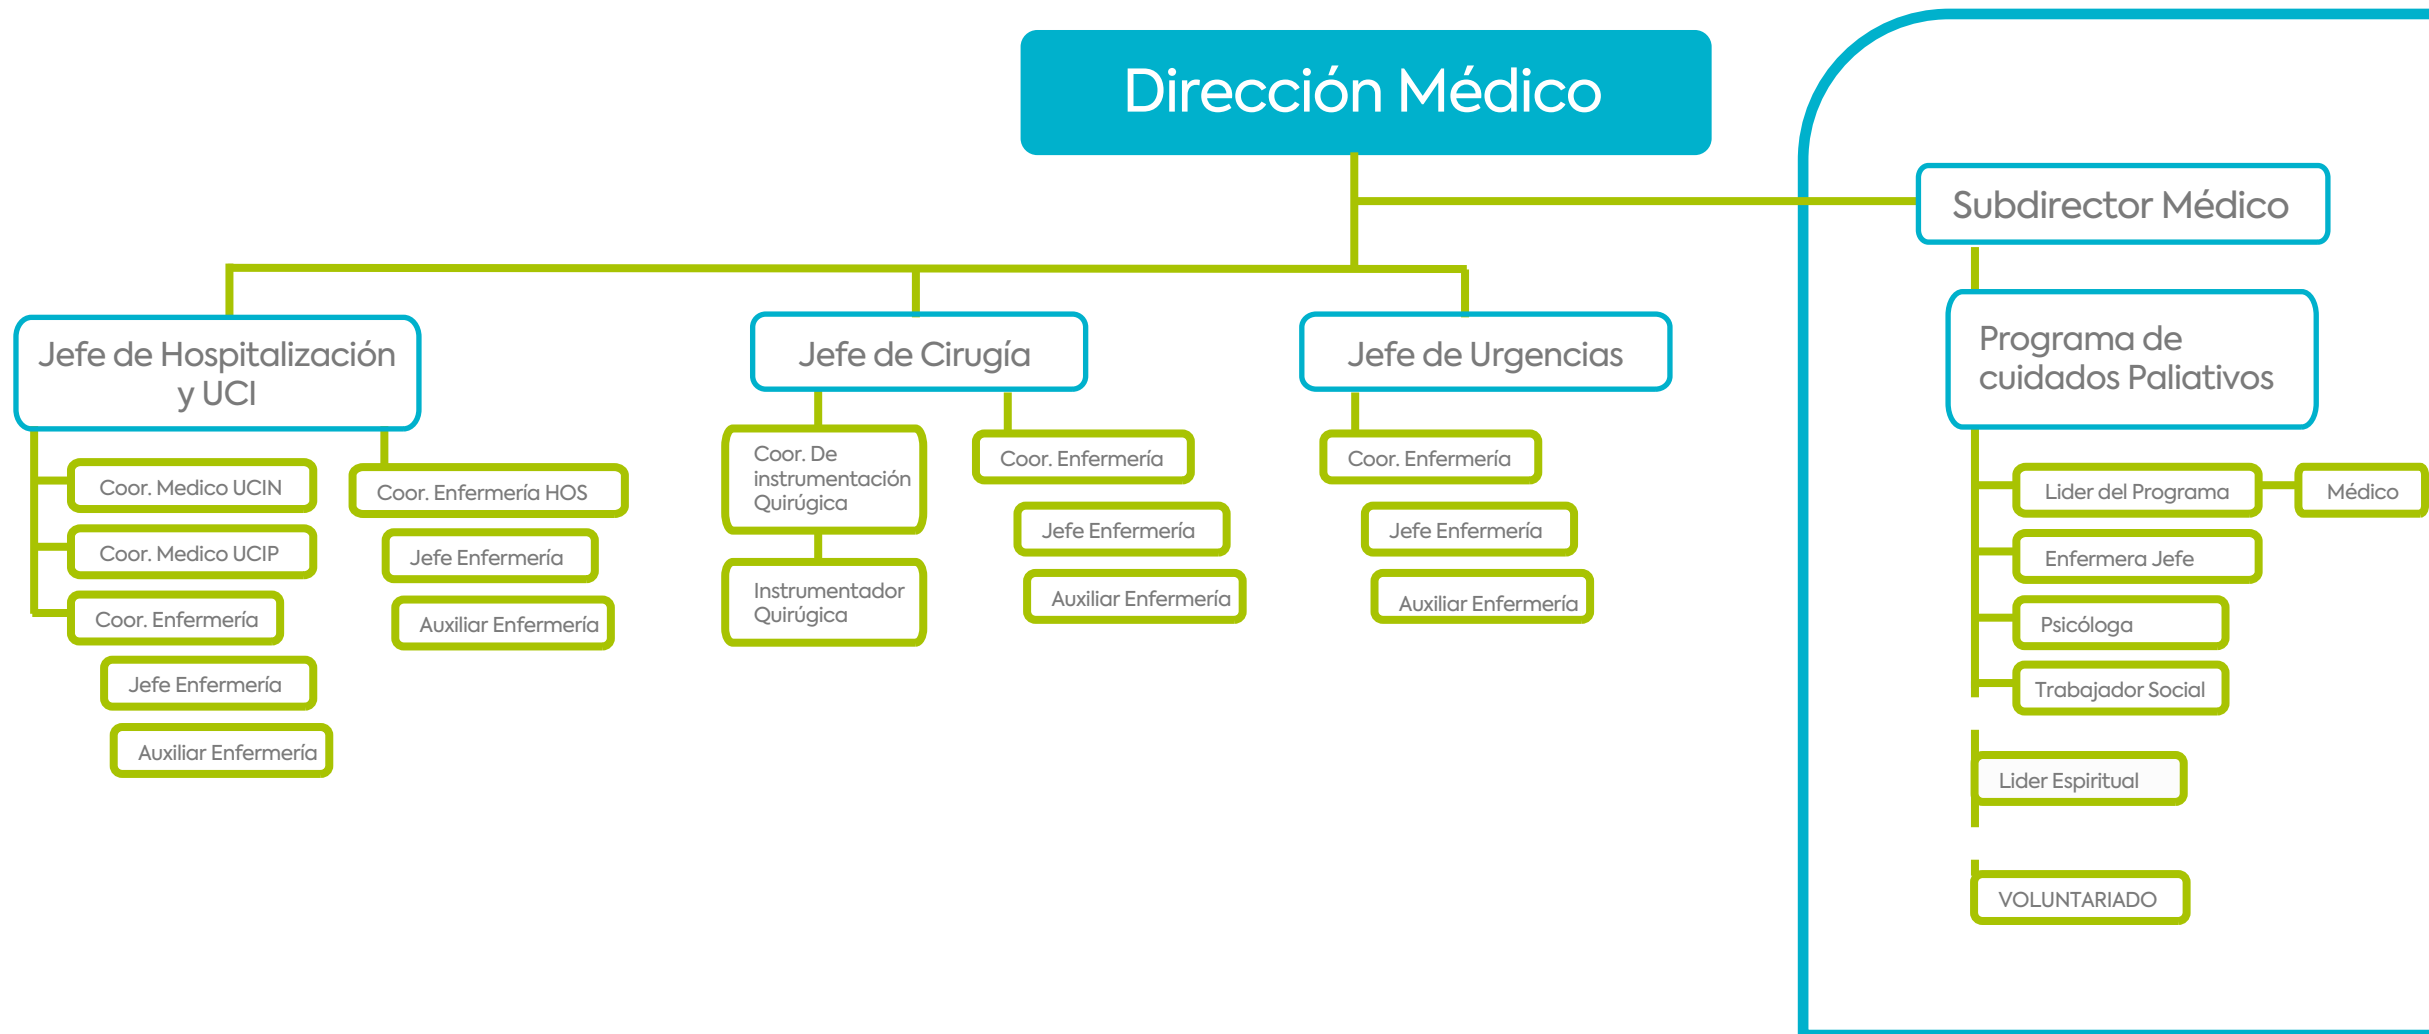 Dirección Médico
Subdirector Médico
Jefe de Hospitalización
y UCI
Coor. Medico UCIN
Coor. Medico UCIP
Coor. Enfermería
Jefe Enfermería
Auxiliar Enfermería
Coor. Enfermería HOS
Jefe Enfermería
Auxiliar Enfermería
Jefe de Cirugía
Coor. De
instrumentación
Quirúgica
Instrumentador
Quirúgica
Coor. Enfermería
Jefe Enfermería
Auxiliar Enfermería
Jefe de Urgencias
Coor. Enfermería
Jefe Enfermería
Auxiliar Enfermería
Programa de
cuidados Paliativos
Lider del Programa
Médico
Enfermera Jefe
Psicóloga
Trabajador Social
Lider Espiritual
VOLUNTARIADO